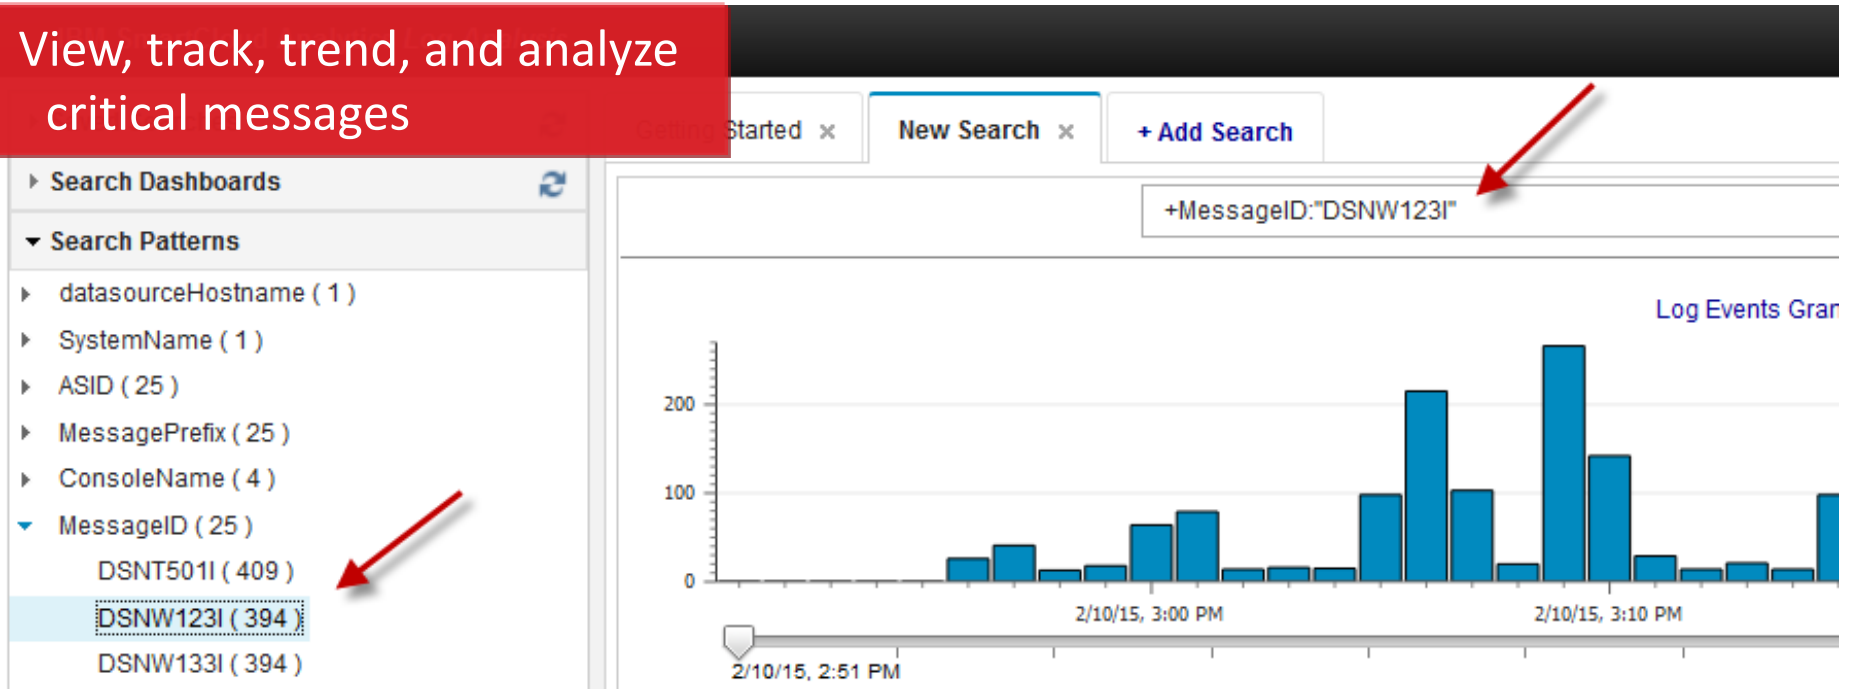 View, track, trend, and analyze
critical messages
Getting Started ×
New Search ×
+ Add Search
Search Dashboards
Search Patterns
datasourceHostname ( 1 )
SystemName ( 1 )
ASID ( 25 )
MessagePrefix ( 25 )
ConsoleName ( 4 )
MessageID ( 25 )
DSNT501I ( 409 )
DSNW123I ( 394 )
DSNW133I ( 394 )
+MessageID:"DSNW123I"
Log Events Gran
200
100
0
2/10/15, 3:00 PM
2/10/15, 3:10 PM
2/10/15, 2:51 PM